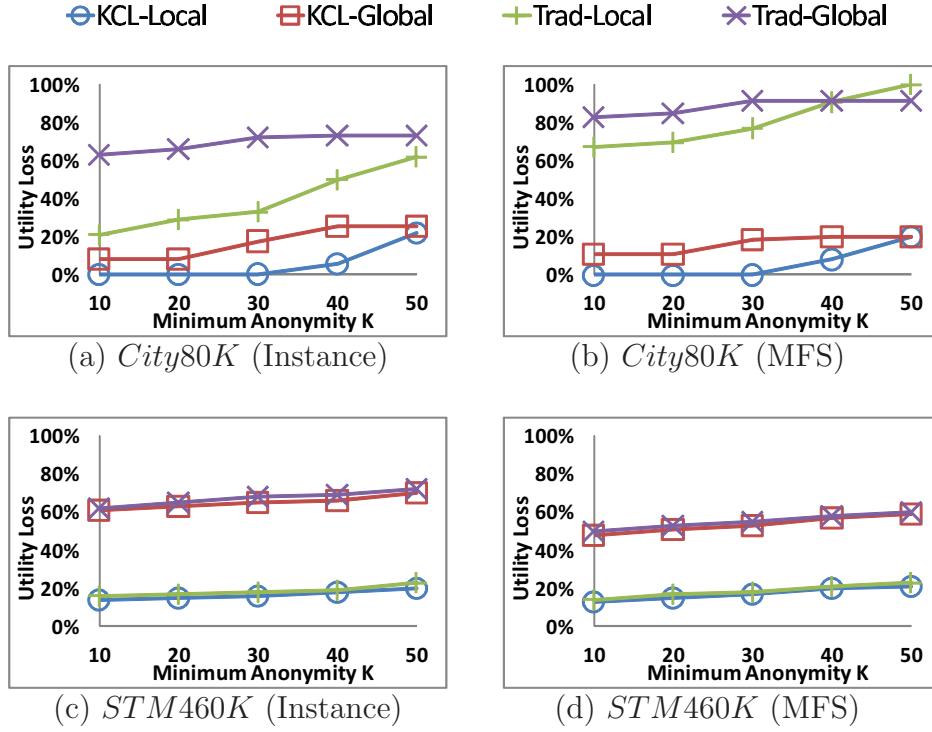 KCL-Local KCL-Global Trad-Local Trad-Global
Utility Loss
100%
80%
60%
40%
20%
0%
10 20 30 40 50
Minimum Anonymity K
(a) City80K (Instance)
Utility Loss
100%
80%
60%
40%
20%
0%
10 20 30 40 50
Minimum Anonymity K
(b) City80K (MFS)
Utility Loss
100%
80%
60%
40%
20%
0%
10 20 30 40 50
Minimum Anonymity K
(c) STM460K (Instance)
Utility Loss
100%
80%
60%
40%
20%
0%
10 20 30 40 50
Minimum Anonymity K
(d) STM460K (MFS)